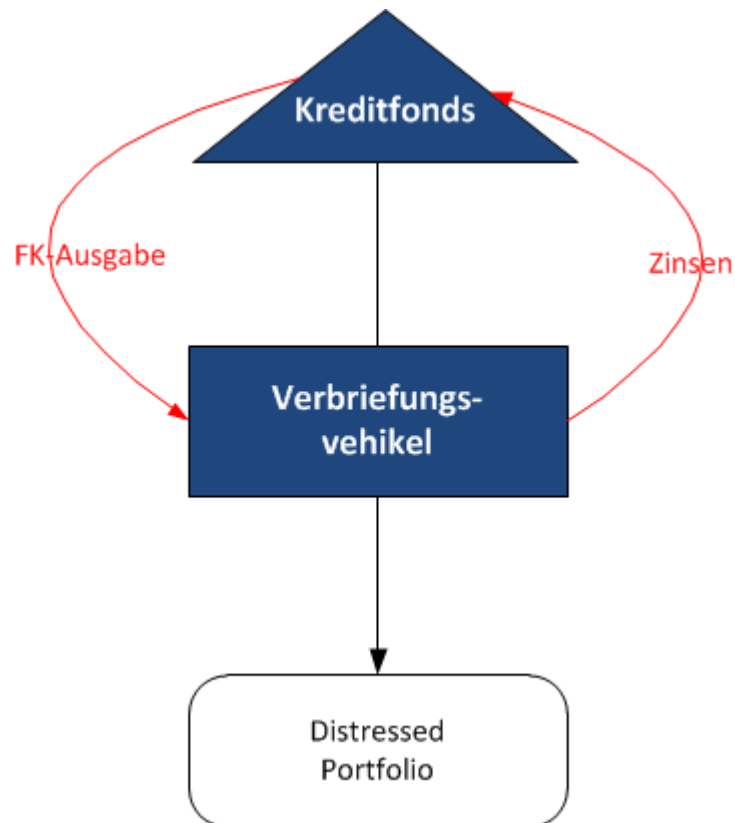 Kreditfonds
FK-Ausgabe
Zinsen
Verbriefungs-
vehikel
Distressed
Portfolio